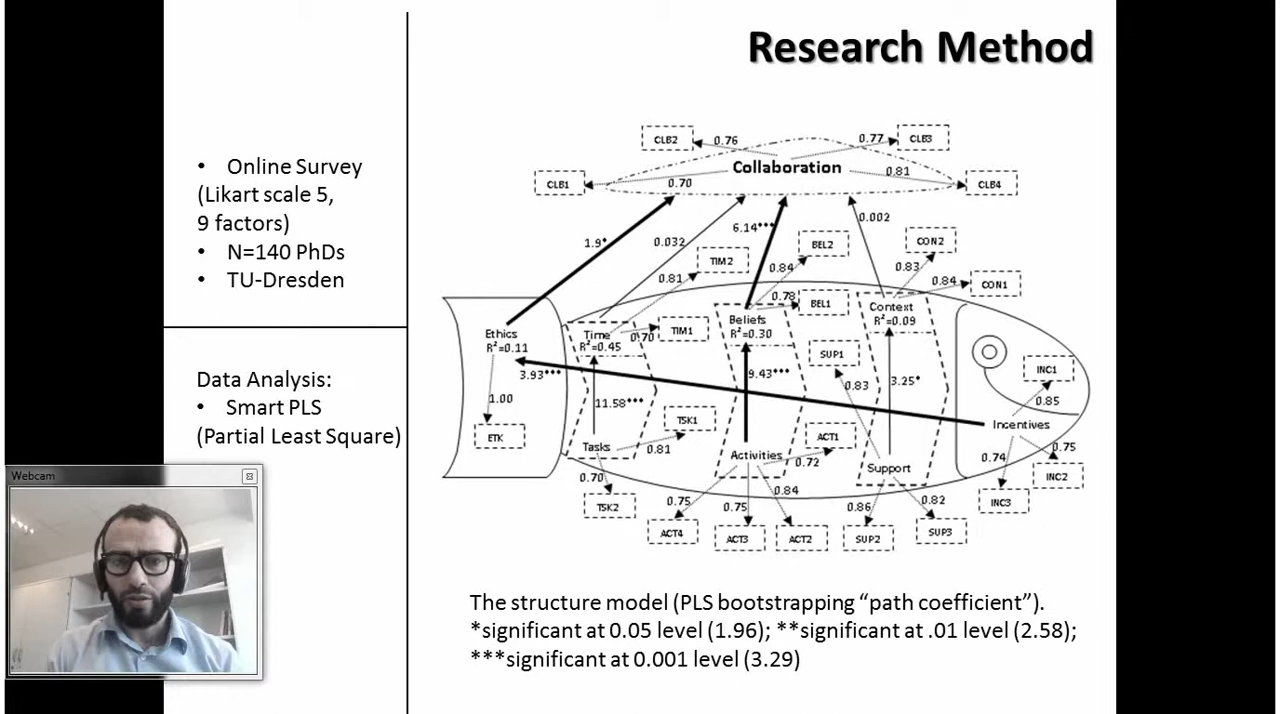 Research Method
• Online Survey
(Likart scale 5,
9 factors)
• N=140 PhDs
• TU-Dresden
Data Analysis:
• Smart PLS
(Partial Least Square)
Webcam
CLB2
0.76
0.77
CLB3
Collaboration
CLB1
0.70
0.81
CLB4
1.9*
0.032
6.14***
0.002
TIM2
BEL2
CON2
0.81
0.84
0.83
0.84
CON1
0.78
BEL1
Ethics
R²=0.11
Time
R²=0.45
0.70
TIM1
Beliefs
R²=0.30
Context
R²=0.09
SUP1
3.93***
9.43***
0.83
3.25*
INC1
0.85
1.00
11.58***
ETK
TSK1
Tasks
0.81
Activities
ACT1
0.72
Support
Incentives
0.74
0.75
INC2
0.70
TSK2
0.75
0.75
0.84
0.86
0.82
INC3
ACT4
ACT3
ACT2
SUP2
SUP3
The structure model (PLS bootstrapping “path coefficient”).
*significant at 0.05 level (1.96); **significant at .01 level (2.58);
***significant at 0.001 level (3.29)